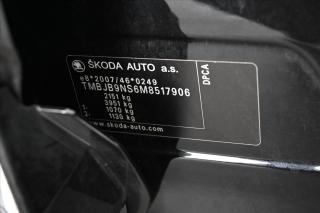 ŠKODA AUTO a.s.
e8*2007/46*0249
TMBJB9NS6M8517906
2151 kg
3951 kg
1- 1070 kg
2- 1130 kg
www.skoda-auto.com
DPCA